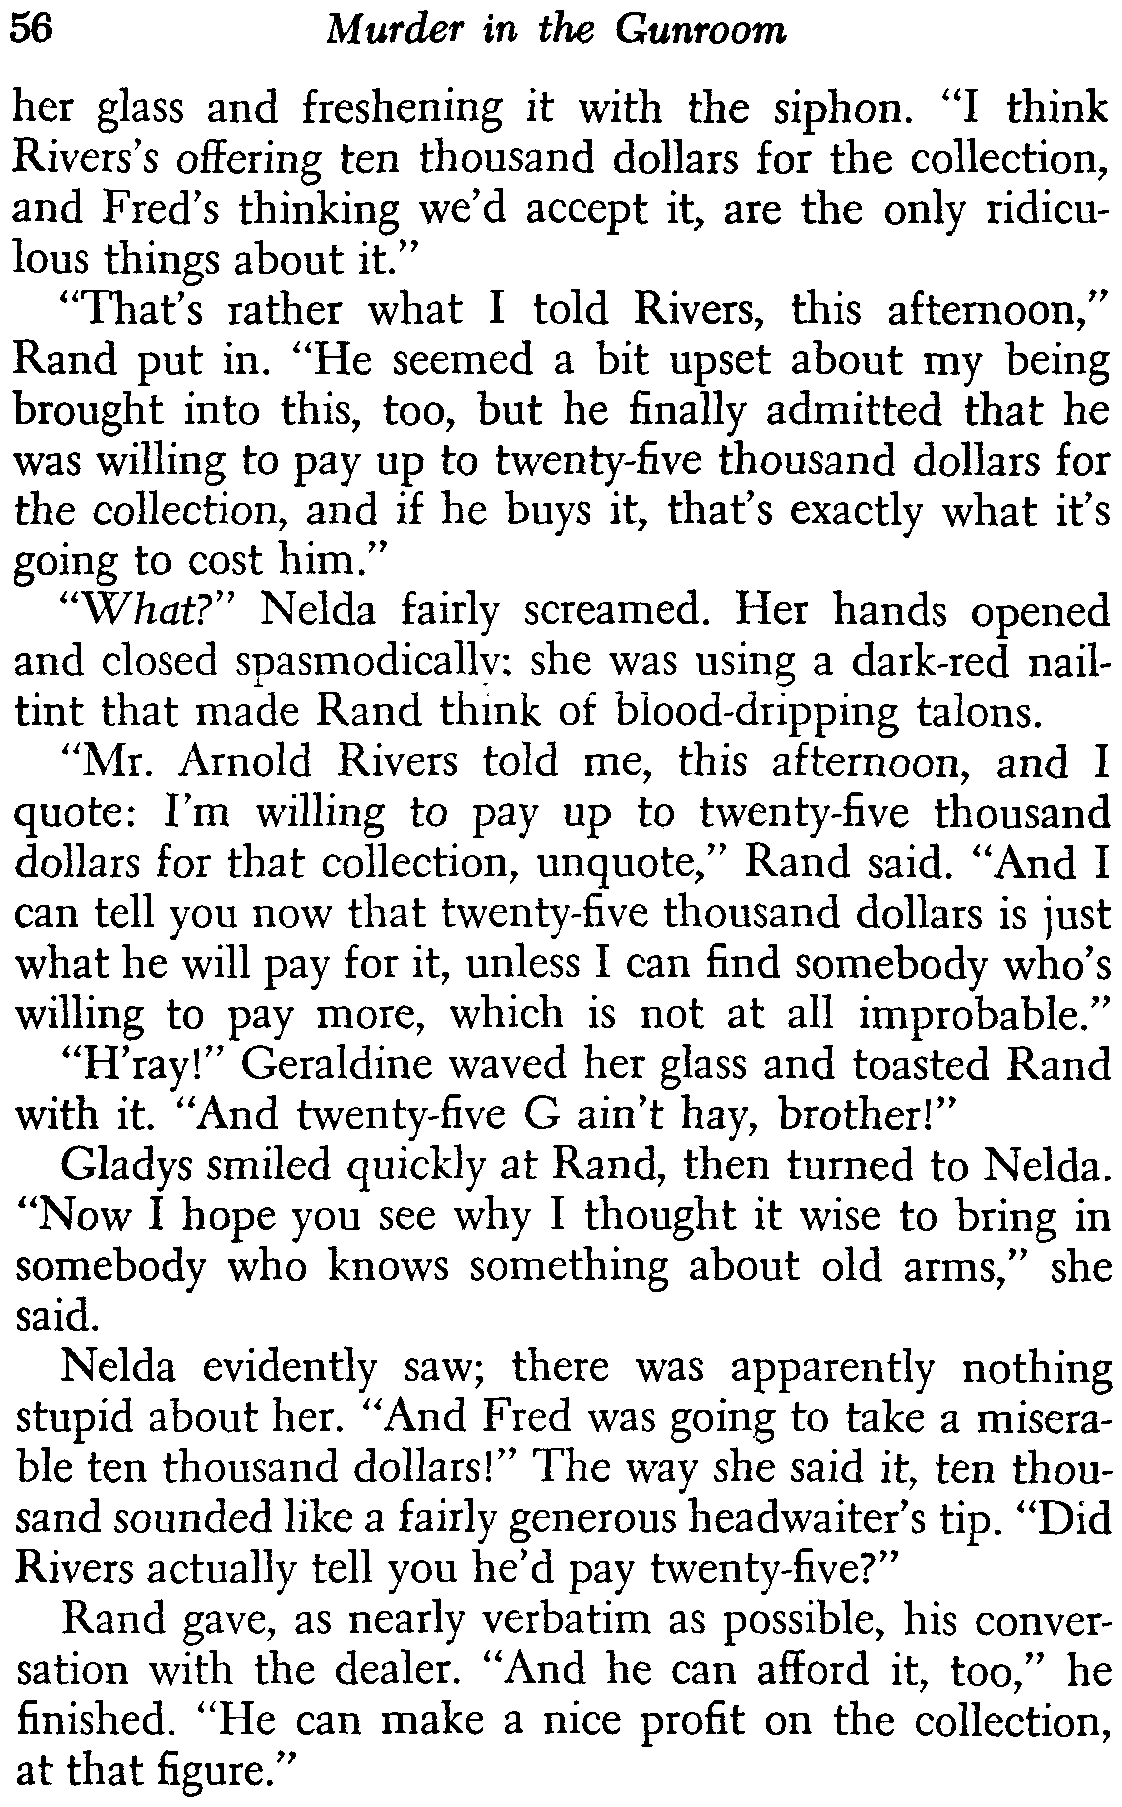 56 Murder in the Gunroom
her glass and freshening it with the siphon. “I think
Rivers’s offering ten thousand dollars for the collection,
and Fred’s thinking we’d accept it, are the only ridicu-
lous things about it.”
“That’s rather what I told Rivers, this afternoon,”
Rand put in. “He seemed a bit upset about my being
brought into this, too, but he finally admitted that he
was willing to pay up to twenty-five thousand dollars for
the collection, and if he buys it, that’s exactly what it’s
going to cost him.”
“What?” Nelda fairly screamed. Her hands opened
and closed spasmodically; she was using a dark-red nail-
tint that made Rand think of blood-dripping talons.
“Mr. Arnold Rivers told me, this afternoon, and I
quote: I’m willing to pay up to twenty-five thousand
dollars for that collection, unquote,” Rand said. “And I
can tell you now that twenty-five thousand dollars is just
what he will pay for it, unless I can find somebody who’s
willing to pay more, which is not at all improbable.”
“H’ray!” Geraldine waved her glass and toasted Rand
with it. “And twenty-five G ain’t hay, brother!”
Gladys smiled quickly at Rand, then turned to Nelda.
“Now I hope you see why I thought it wise to bring in
somebody who knows something about old arms,” she
said.
Nelda evidently saw; there was apparently nothing
stupid about her. “And Fred was going to take a misera-
ble ten thousand dollars!” The way she said it, ten thou-
sand sounded like a fairly generous headwaiter’s tip. “Did
Rivers actually tell you he’d pay twenty-five?”
Rand gave, as nearly verbatim as possible, his conver-
sation with the dealer. “And he can afford it, too,” he
finished. “He can make a nice profit on the collection,
at that figure.”